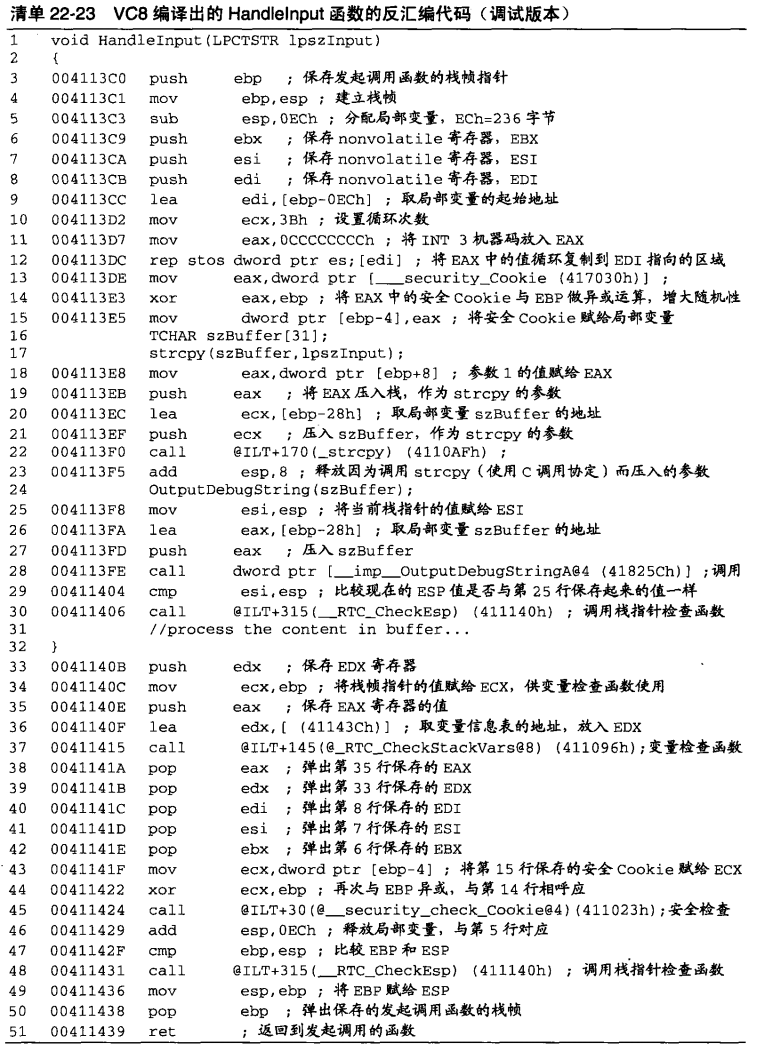 清单 22-23 VC8 编译出的 HandleInput 函数的反汇编代码（调试版本）
1 void HandleInput(LPCTSTR lpszInput)
2 {
3 004113C0 push ebp ; 保存发起调用函数的栈帧指针
4 004113C1 mov ebp,esp ; 建立栈帧
5 004113C3 sub esp,0ECh ; 分配局部变量，ECh=236 字节
6 004113C9 push ebx ; 保存 nonvolatile 寄存器，EBX
7 004113CA push esi ; 保存 nonvolatile 寄存器，ESI
8 004113CB push edi ; 保存 nonvolatile 寄存器，EDI
9 004113CC lea edi,[ebp-0ECh] ; 取局部变量的起始地址
10 004113D2 mov ecx,3Bh ; 设置循环次数
11 004113D7 mov eax,0CCCCCCCCh ; 将 INT 3 机器码放入 EAX
12 004113DC rep stos dword ptr es:[edi] ; 将 EAX 中的值循环复制到 EDI 指向的区域
13 004113DE mov eax,dword ptr [___security_Cookie (417030h)] ;
14 004113E3 xor eax,ebp ; 将 EAX 中的安全 Cookie 与 EBP 做异或运算，增大随机性
15 004113E5 mov dword ptr [ebp-4],eax ; 将安全 Cookie 赋给局部变量
16 TCHAR szBuffer[31];
17 strcpy(szBuffer,lpszInput);
18 004113E8 mov eax,dword ptr [ebp+8] ; 参数 1 的值赋给 EAX
19 004113EB push eax ; 将 EAX 压入栈，作为 strcpy 的参数
20 004113EC lea ecx,[ebp-28h] ; 取局部变量 szBuffer 的地址
21 004113EF push ecx ; 压入 szBuffer，作为 strcpy 的参数
22 004113F0 call @ILT+170(_strcpy) (4110AFh) ;
23 004113F5 add esp,8 ; 释放因为调用 strcpy（使用 C 调用协定）而压入的参数
24 OutputDebugString(szBuffer);
25 004113F8 mov esi,esp ; 将当前栈指针的值赋给 ESI
26 004113FA lea eax,[ebp-28h] ; 取局部变量 szBuffer 的地址
27 004113FD push eax ; 压入 szBuffer
28 004113FE call dword ptr [__imp__OutputDebugStringA@4 (41825Ch)] ;调用
29 00411404 cmp esi,esp ; 比较现在的 ESP 值是否与第 25 行保存起来的值一样
30 00411406 call @ILT+315(__RTC_CheckEsp) (411140h) ; 调用栈指针检查函数
31 //process the content in buffer...
32 }
33 0041140B push edx ; 保存 EDX 寄存器
34 0041140C mov ecx,ebp ; 将栈帧指针的值赋给 ECX，供变量检查函数使用
35 0041140E push eax ; 保存 EAX 寄存器的值
36 0041140F lea edx,[ (41143Ch)] ; 取变量信息表的地址，放入 EDX
37 00411415 call @ILT+145(@_RTC_CheckStackVars@8) (411096h);变量检查函数
38 0041141A pop eax ; 弹出第 35 行保存的 EAX
39 0041141B pop edx ; 弹出第 33 行保存的 EDX
40 0041141C pop edi ; 弹出第 8 行保存的 EDI
41 0041141D pop esi ; 弹出第 7 行保存的 ESI
42 0041141E pop ebx ; 弹出第 6 行保存的 EBX
43 0041141F mov ecx,dword ptr [ebp-4] ; 将第 15 行保存的安全 Cookie 赋给 ECX
44 00411422 xor ecx,ebp ; 再次与 EBP 异或，与第 14 行相呼应
45 00411424 call @ILT+30(@__security_check_Cookie@4)(411023h);安全检查
46 00411429 add esp,0ECh ; 释放局部变量，与第 5 行对应
47 0041142F cmp ebp,esp ; 比较 EBP 和 ESP
48 00411431 call @ILT+315(__RTC_CheckEsp) (411140h) ; 调用栈指针检查函数
49 00411436 mov esp,ebp ; 将 EBP 赋给 ESP
50 00411438 pop ebp ; 弹出保存的发起调用函数的栈帧
51 00411439 ret ; 返回到发起调用的函数